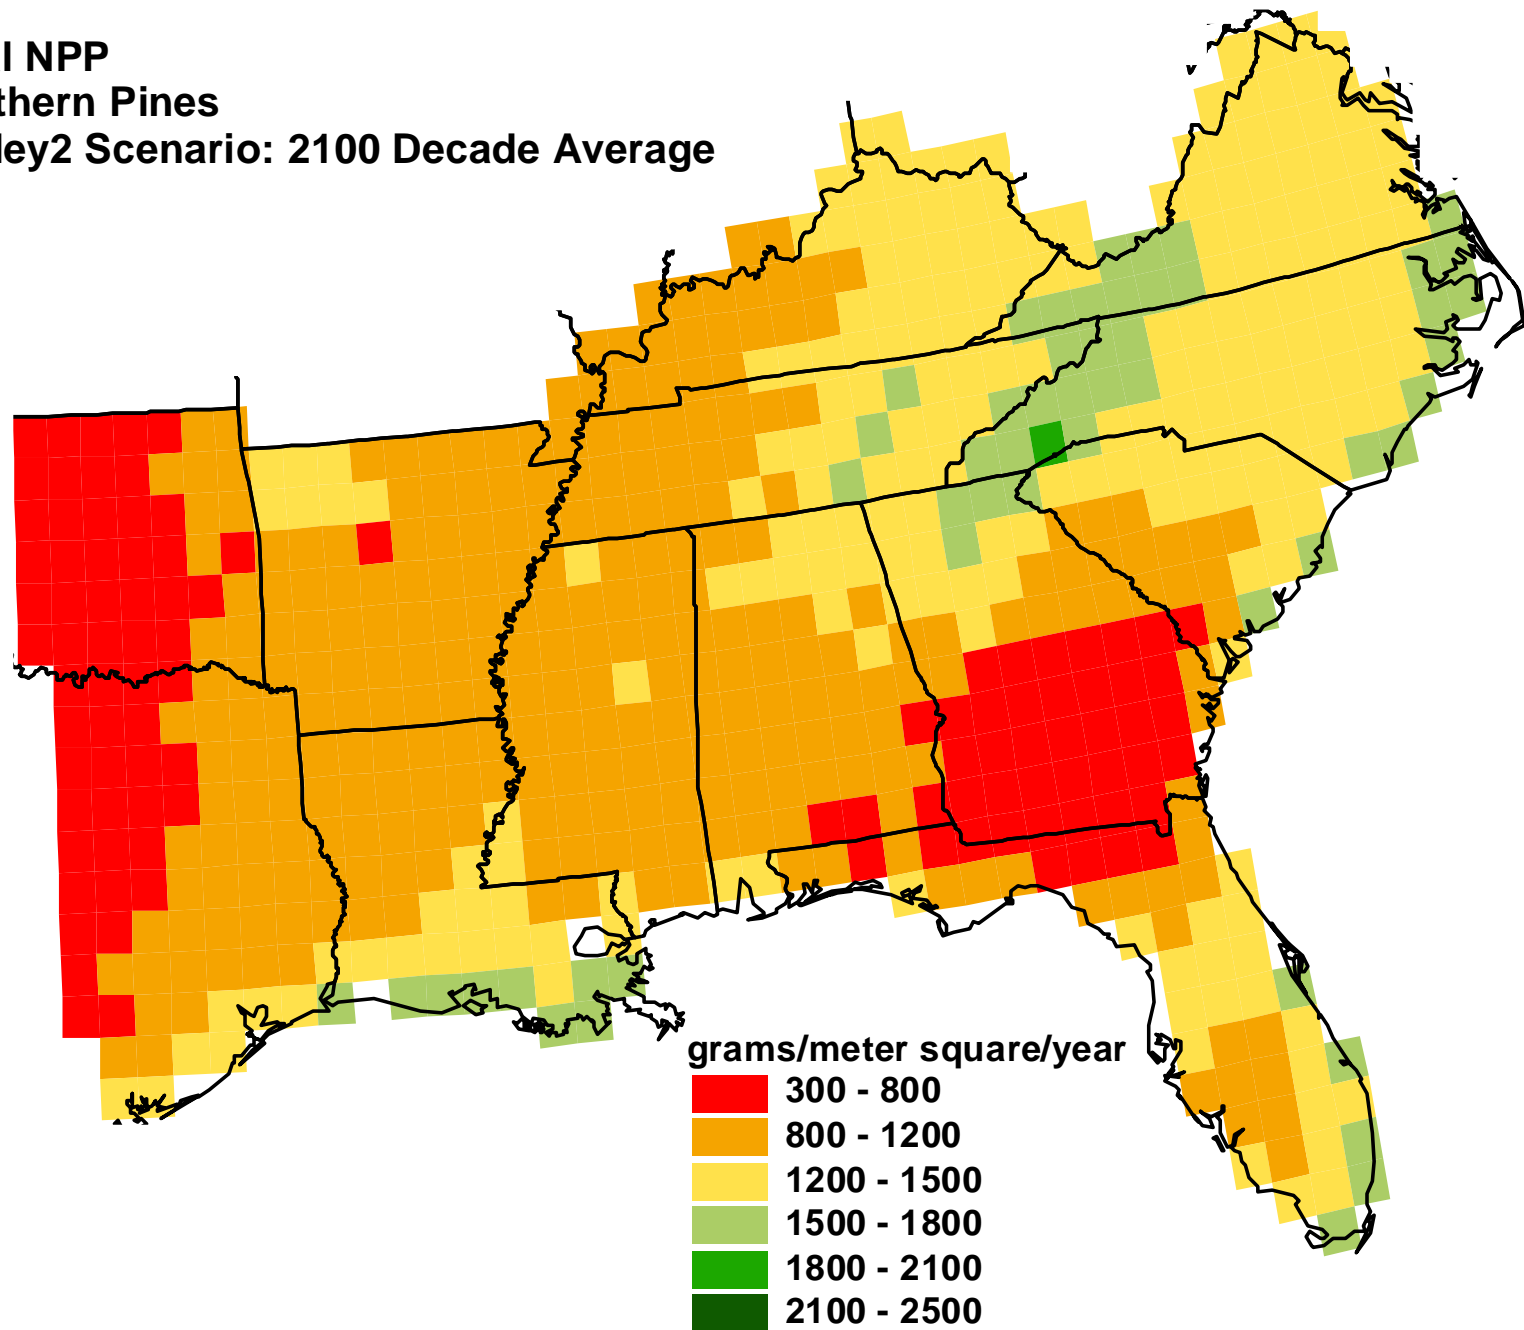 l NPP
thern Pines
ley2 Scenario: 2100 Decade Average
grams/meter square/year
300 - 800
800 - 1200
1200 - 1500
1500 - 1800
1800 - 2100
2100 - 2500